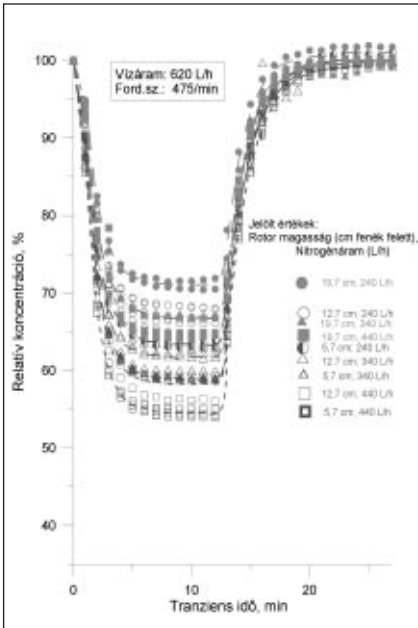 Vízáram: 620 L/h
Ford.sz.: 475/min
Relatív koncentráció, %
100
90
80
70
60
50
40
Jelölt értékek:
Rotor magasság (cm fenék felett),
Nitrogénáram (L/h)
19,7 cm, 240 L/h
12,7 cm, 240 L/h
19,7 cm, 340 L/h
19,7 cm, 440 L/h
5,7 cm, 240 L/h
12,7 cm, 340 L/h
5,7 cm, 340 L/h
12,7 cm, 440 L/h
5,7 cm, 440 L/h
0
10
20
Tranziens idő, min